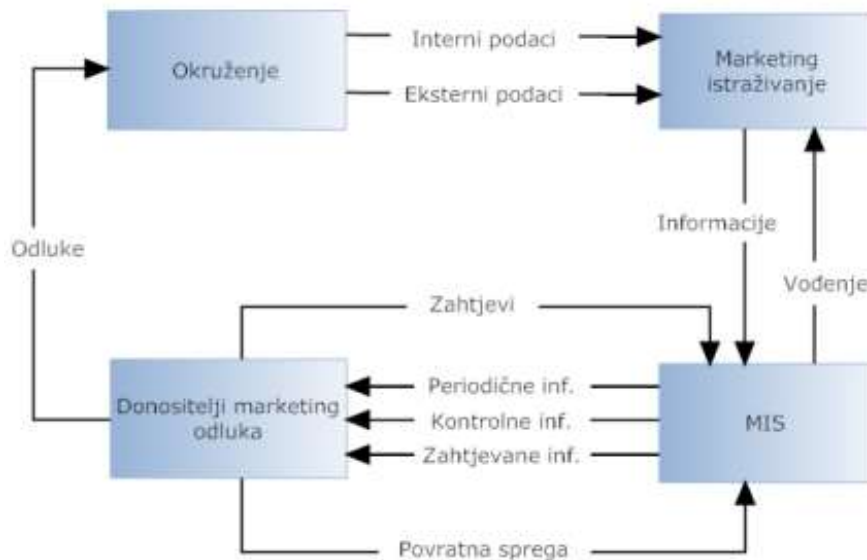 Okruženje
Interni podaci
Eksterni podaci
Marketing
istraživanje
Informacije
Vođenje
Odluke
Zahtjevi
Donositelji marketing
odluka
Periodične inf.
Kontrolne inf.
Zahtjevane inf.
MIS
Povratna sprega